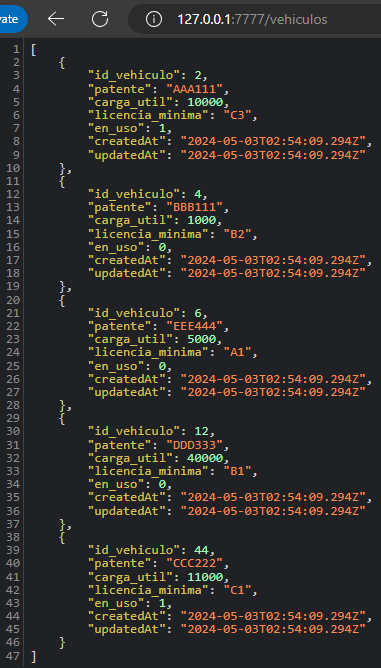 vate 127.0.0.1:7777/vehiculos
1 [
2 {
3 "id_vehiculo": 2,
4 "patente": "AAA111",
5 "carga_util": 10000,
6 "licencia_minima": "C3",
7 "en_uso": 1,
8 "createdAt": "2024-05-03T02:54:09.294Z",
9 "updatedAt": "2024-05-03T02:54:09.294Z"
10 },
11 {
12 "id_vehiculo": 4,
13 "patente": "BBB111",
14 "carga_util": 1000,
15 "licencia_minima": "B2",
16 "en_uso": 0,
17 "createdAt": "2024-05-03T02:54:09.294Z",
18 "updatedAt": "2024-05-03T02:54:09.294Z"
19 },
20 {
21 "id_vehiculo": 6,
22 "patente": "EEE444",
23 "carga_util": 5000,
24 "licencia_minima": "A1",
25 "en_uso": 0,
26 "createdAt": "2024-05-03T02:54:09.294Z",
27 "updatedAt": "2024-05-03T02:54:09.294Z"
28 },
29 {
30 "id_vehiculo": 12,
31 "patente": "DDD333",
32 "carga_util": 40000,
33 "licencia_minima": "B1",
34 "en_uso": 0,
35 "createdAt": "2024-05-03T02:54:09.294Z",
36 "updatedAt": "2024-05-03T02:54:09.294Z"
37 },
38 {
39 "id_vehiculo": 44,
40 "patente": "CCC222",
41 "carga_util": 11000,
42 "licencia_minima": "C1",
43 "en_uso": 1,
44 "createdAt": "2024-05-03T02:54:09.294Z",
45 "updatedAt": "2024-05-03T02:54:09.294Z"
46 }
47 ]